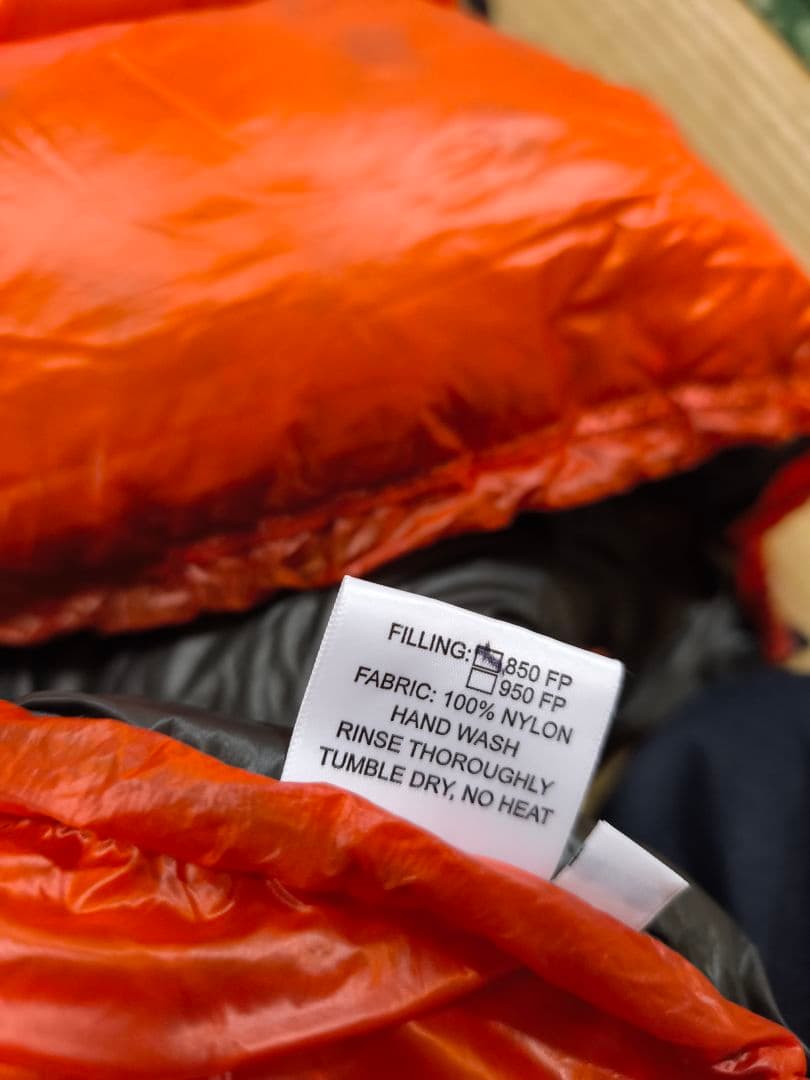 FILLING: 850 FP
950 FP
FABRIC: 100% NYLON
HAND WASH
RINSE THOROUGHLY
TUMBLE DRY, NO HEAT